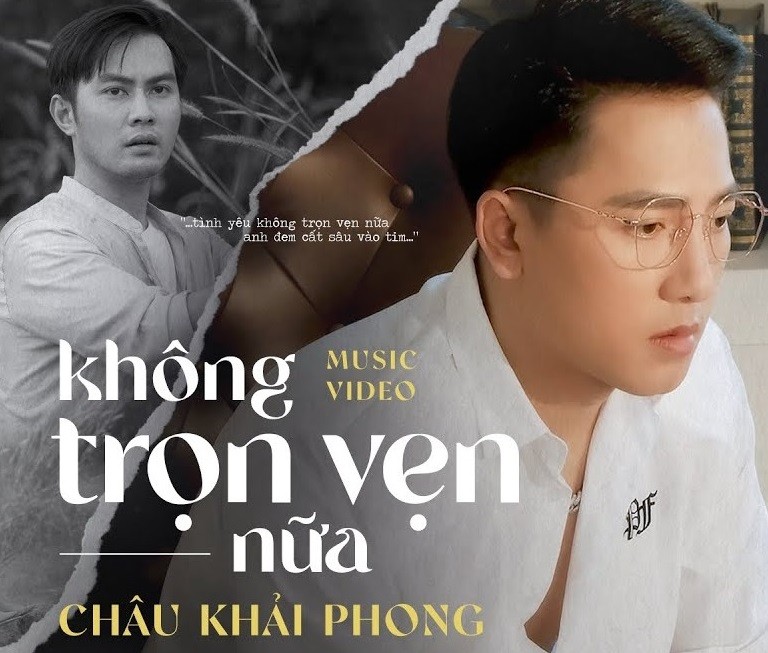 "...tình yêu không trọn vẹn nữa
anh đem cất sâu vào tim..."
không
MUSIC
VIDEO
trọn vẹn
nữa
CHÂU KHẢI PHONG